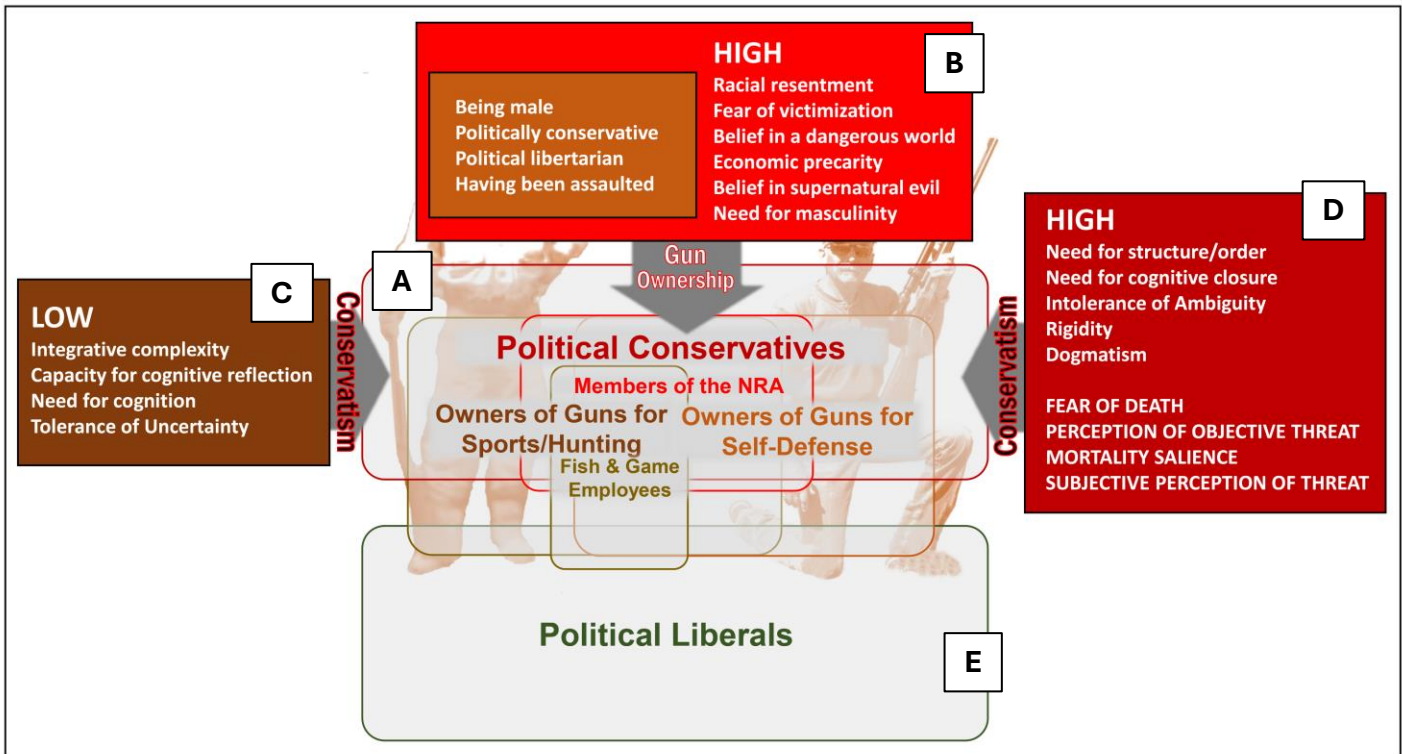 B
HIGH
Racial resentment
Fear of victimization
Belief in a dangerous world
Economic precarity
Belief in supernatural evil
Need for masculinity
Being male
Politically conservative
Political libertarian
Having been assaulted
Gun
Ownership
A
C
LOW
Integrative complexity
Capacity for cognitive reflection
Need for cognition
Tolerance of Uncertainty
Conservatism
Political Conservatives
Members of the NRA
Owners of Guns for
Sports/Hunting
Owners of Guns for
Self-Defense
Fish & Game
Employees
Conservatism
D
HIGH
Need for structure/order
Need for cognitive closure
Intolerance of Ambiguity
Rigidity
Dogmatism
FEAR OF DEATH
PERCEPTION OF OBJECTIVE THREAT
MORTALITY SALIENCE
SUBJECTIVE PERCEPTION OF THREAT
Political Liberals
E